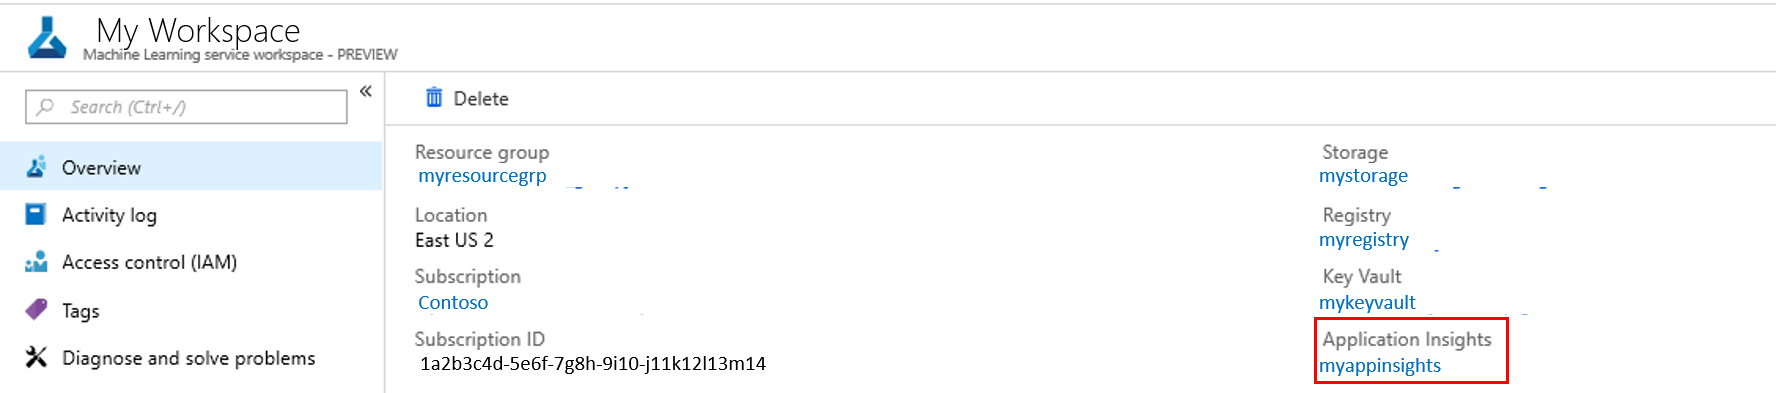 My Workspace
Machine Learning service workspace - PREVIEW
Search (Ctrl+/)
«
Delete
Overview
Activity log
Access control (IAM)
Tags
Diagnose and solve problems
Resource group
myresourcegrp
Location
East US 2
Subscription
Contoso
Subscription ID
1a2b3c4d-5e6f-7g8h-9i10-j11k12l13m14
Storage
mystorage
Registry
myregistry
Key Vault
mykeyvault
Application Insights
myappinsights